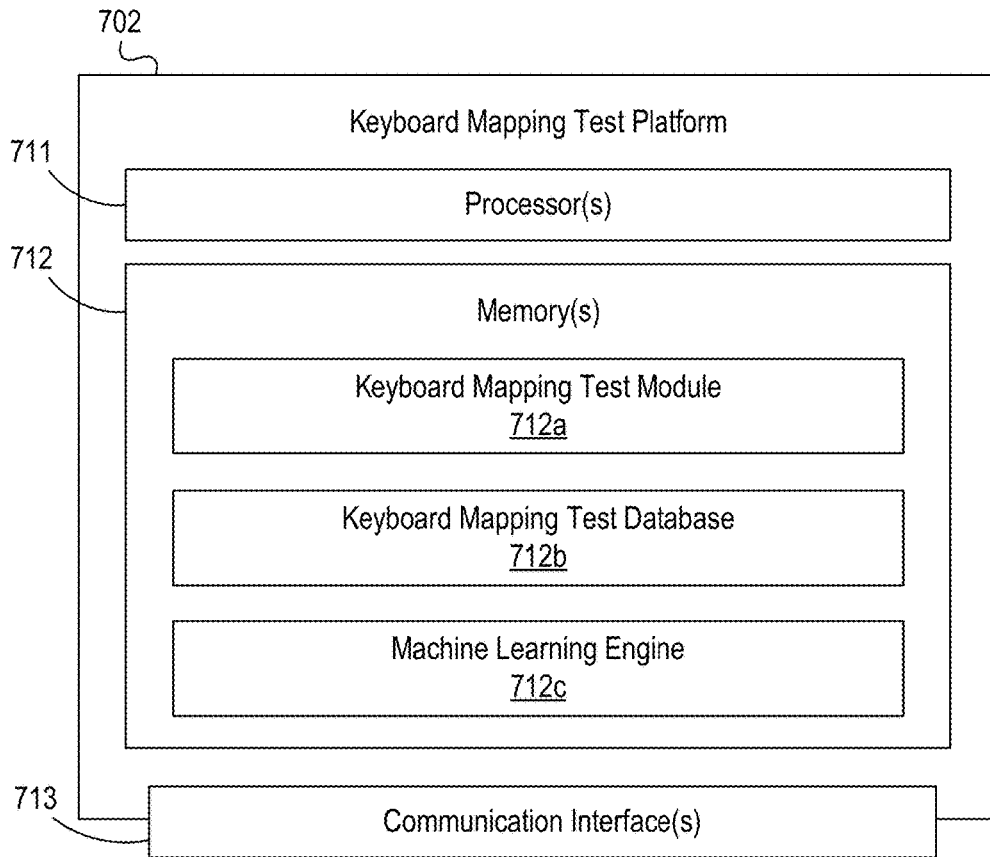 702
Keyboard Mapping Test Platform
711
Processor(s)
712
Memory(s)
Keyboard Mapping Test Module
712a
Keyboard Mapping Test Database
712b
Machine Learning Engine
712c
713
Communication Interface(s)